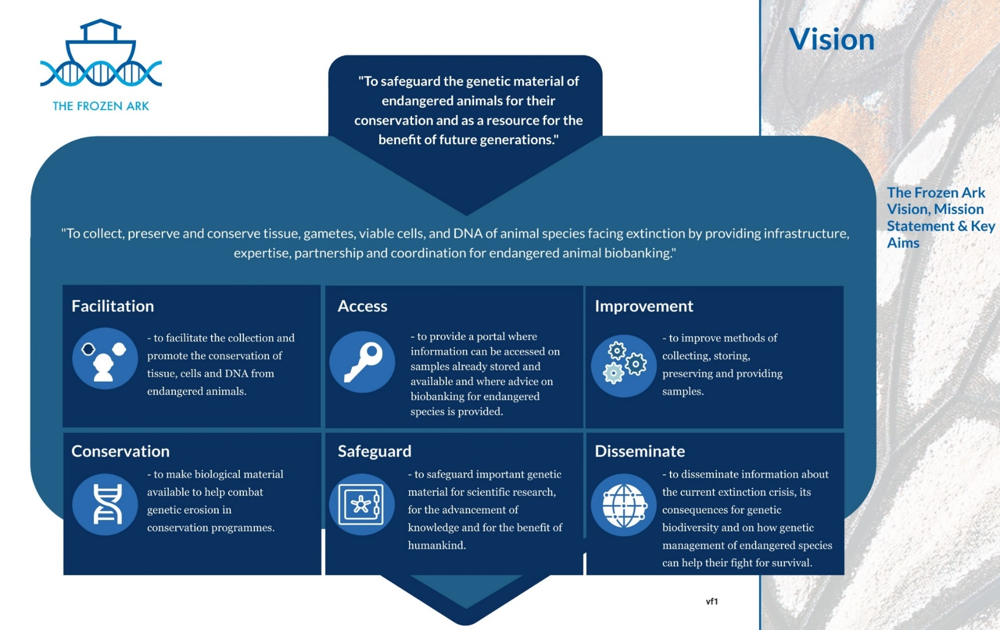 THE FROZEN ARK
Vision
"To safeguard the genetic material of
endangered animals for their
conservation and as a resource for the
benefit of future generations."
The Frozen Ark
Vision, Mission
Statement & Key
Aims
"To collect, preserve and conserve tissue, gametes, viable cells, and DNA of animal species facing extinction by providing infrastructure,
expertise, partnership and coordination for endangered animal biobanking."
Facilitation
- to facilitate the collection and
promote the conservation of
tissue, cells and DNA from
endangered animals.
Access
- to provide a portal where
information can be accessed on
samples already stored and
available and where advice on
biobanking for endangered
species is provided.
Improvement
- to improve methods of
collecting, storing,
preserving and providing
samples.
Conservation
- to make biological material
available to help combat
genetic erosion in
conservation programmes.
Safeguard
- to safeguard important genetic
material for scientific research,
for the advancement of
knowledge and for the benefit of
humankind.
Disseminate
- to disseminate information about
the current extinction crisis, its
consequences for genetic
biodiversity and on how genetic
management of endangered species
can help their fight for survival.
vf1